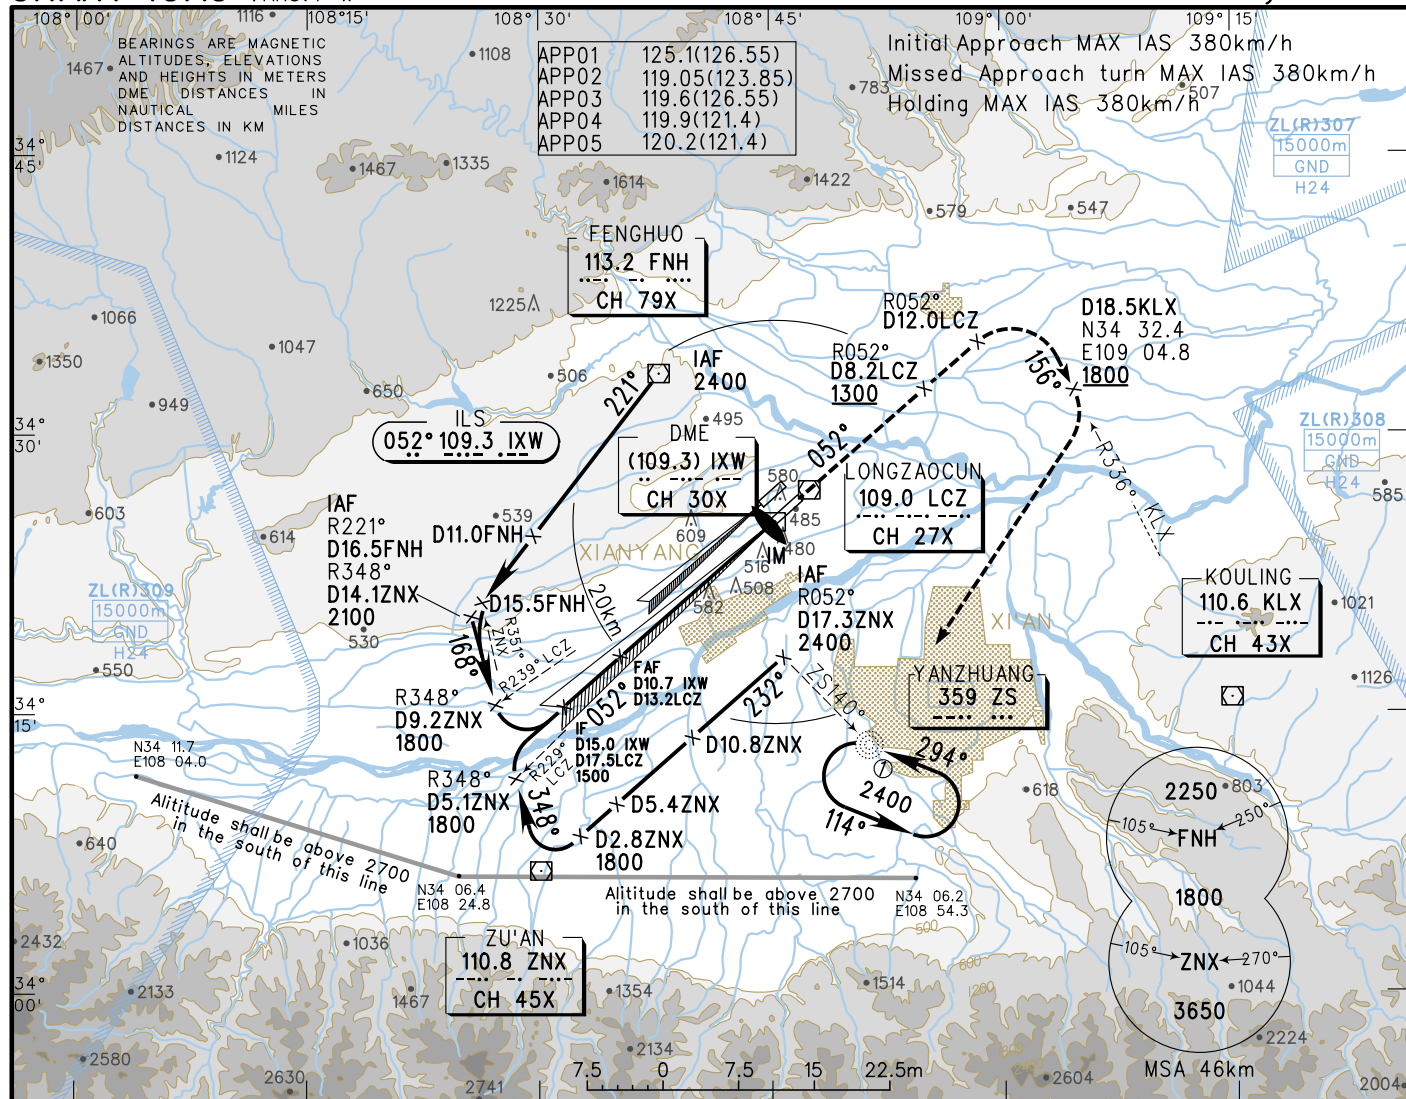 108°00'
1116
108°15'
108°30'
108°45'
109°00'
109°15'
BEARINGS ARE MAGNETIC
ALTITUDES, ELEVATIONS
AND HEIGHTS IN METERS
DME DISTANCES IN
NAUTICAL MILES
DISTANCES IN KM
1467
1108
APP01 125.1(126.55)
APP02 119.05(123.85)
APP03 119.6(126.55)
APP04 119.9(121.4)
APP05 120.2(121.4)
Initial Approach MAX IAS 380km/h
Missed Approach turn MAX IAS 380km/h
Holding MAX IAS 380km/h
783
507
ZL(R)307
15000m
GND
H24
34°
45'
1124
1467
1335
1614
1422
579
547
FENGHUO
113.2 FNH
CH 79X
1225
1066
1047
1350
949
650
506
495
IAF
2400
221°
R052°
D12.0LCZ
R052°
D8.2LCZ
1300
D18.5KLX
N34 32.4
E109 04.8
1800
156°
34°
30'
ILS
052° 109.3 IXW
DME
(109.3) IXW
CH 30X
052°
LONGZAOCUN
109.0 LCZ
CH 27X
R336° KLX
ZL(R)308
15000m
GND
H24
585
603
614
539
580
485
609
480
516
508
582
IM
XIANYANG
D11.0FNH
IAF
R221°
D16.5FNH
R348°
D14.1ZNX
2100
530
D15.5FNH
R351°
ZNX
R239° LCZ
168°
20km
IAF
R052°
D17.3ZNX
2400
ZL(R)309
15000m
GND
H24
550
XI'AN
KOULING
110.6 KLX
CH 43X
1021
1126
YANZHUANG
359 ZS
ZS140°
FAF
D10.7 IXW
D13.2LCZ
052°
232°
R348°
D9.2ZNX
1800
34°
15'
IF
D15.0 IXW
D17.5LCZ
1500
R229°
LCZ
D10.8ZNX
N34 11.7
E108 04.0
R348°
D5.1ZNX
1800
348°
D5.4ZNX
D2.8ZNX
1800
294°
1
2400
114°
618
803
2250
105°
250°
FNH
1800
105°
270°
ZNX
3650
MSA 46km
640
Alititude shall be above 2700
in the south of this line
N34 06.4
E108 24.8
Alititude shall be above 2700
in the south of this line
N34 06.2
E108 54.3
500
600
2432
1036
ZU'AN
110.8 ZNX
CH 45X
1467
1354
1514
1044
34°
00'
2133
2580
2630
2741
2134
2604
2224
2004
7.5 0 7.5 15 22.5m